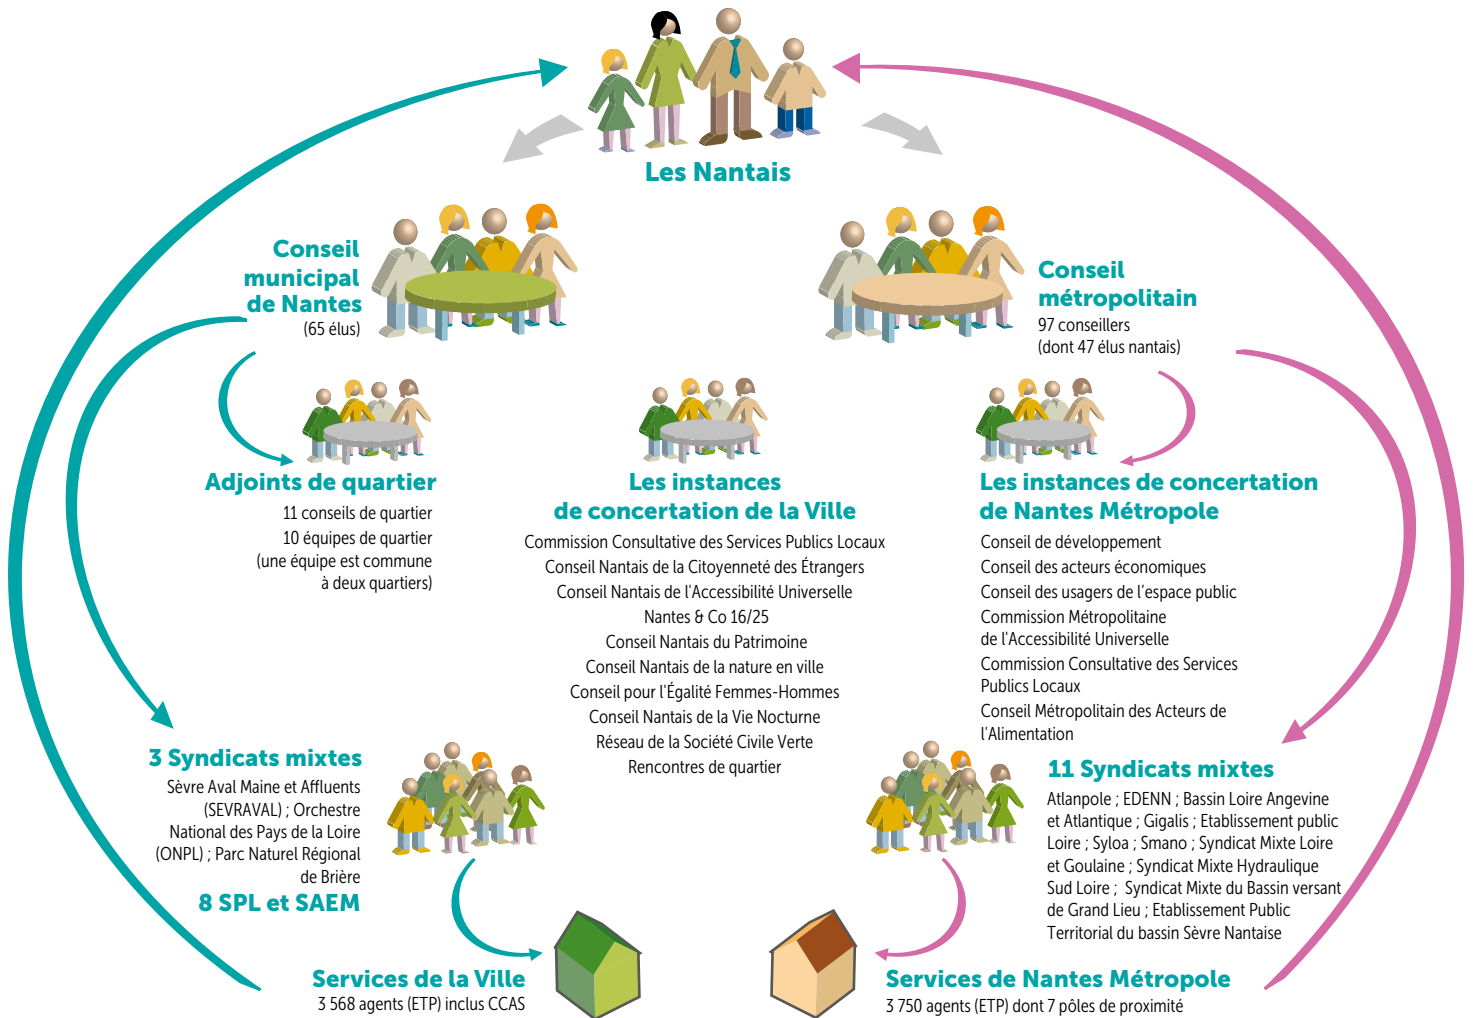 Les Nantais
Conseil
municipal
de Nantes
(65 élus)
Conseil
métropolitain
97 conseillers
(dont 47 élus nantais)
Adjoints de quartier
11 conseils de quartier
10 équipes de quartier
(une équipe est commune
à deux quartiers)
Les instances
de concertation de la Ville
Commission Consultative des Services Publics Locaux
Conseil Nantais de la Citoyenneté des Étrangers
Conseil Nantais de l'Accessibilité Universelle
Nantes & Co 16/25
Conseil Nantais du Patrimoine
Conseil Nantais de la nature en ville
Conseil pour l'Égalité Femmes-Hommes
Conseil Nantais de la Vie Nocturne
Réseau de la Société Civile Verte
Rencontres de quartier
Les instances de concertation
de Nantes Métropole
Conseil de développement
Conseil des acteurs économiques
Conseil des usagers de l'espace public
Commission Métropolitaine
de l'Accessibilité Universelle
Commission Consultative des Services
Publics Locaux
Conseil Métropolitain des Acteurs de
l'Alimentation
3 Syndicats mixtes
Sèvre Aval Maine et Affluents
(SEVRAVAL) ; Orchestre
National des Pays de la Loire
(ONPL) ; Parc Naturel Régional
de Brière
8 SPL et SAEM
11 Syndicats mixtes
Atlanpole ; EDENN ; Bassin Loire Angevine
et Atlantique ; Gigalis ; Etablissement public
Loire ; Syloa ; Smano ; Syndicat Mixte Loire
et Goulaine ; Syndicat Mixte Hydraulique
Sud Loire ; Syndicat Mixte du Bassin versant
de Grand Lieu ; Etablissement Public
Territorial du bassin Sèvre Nantaise
Services de la Ville
3 568 agents (ETP) inclus CCAS
Services de Nantes Métropole
3 750 agents (ETP) dont 7 pôles de proximité